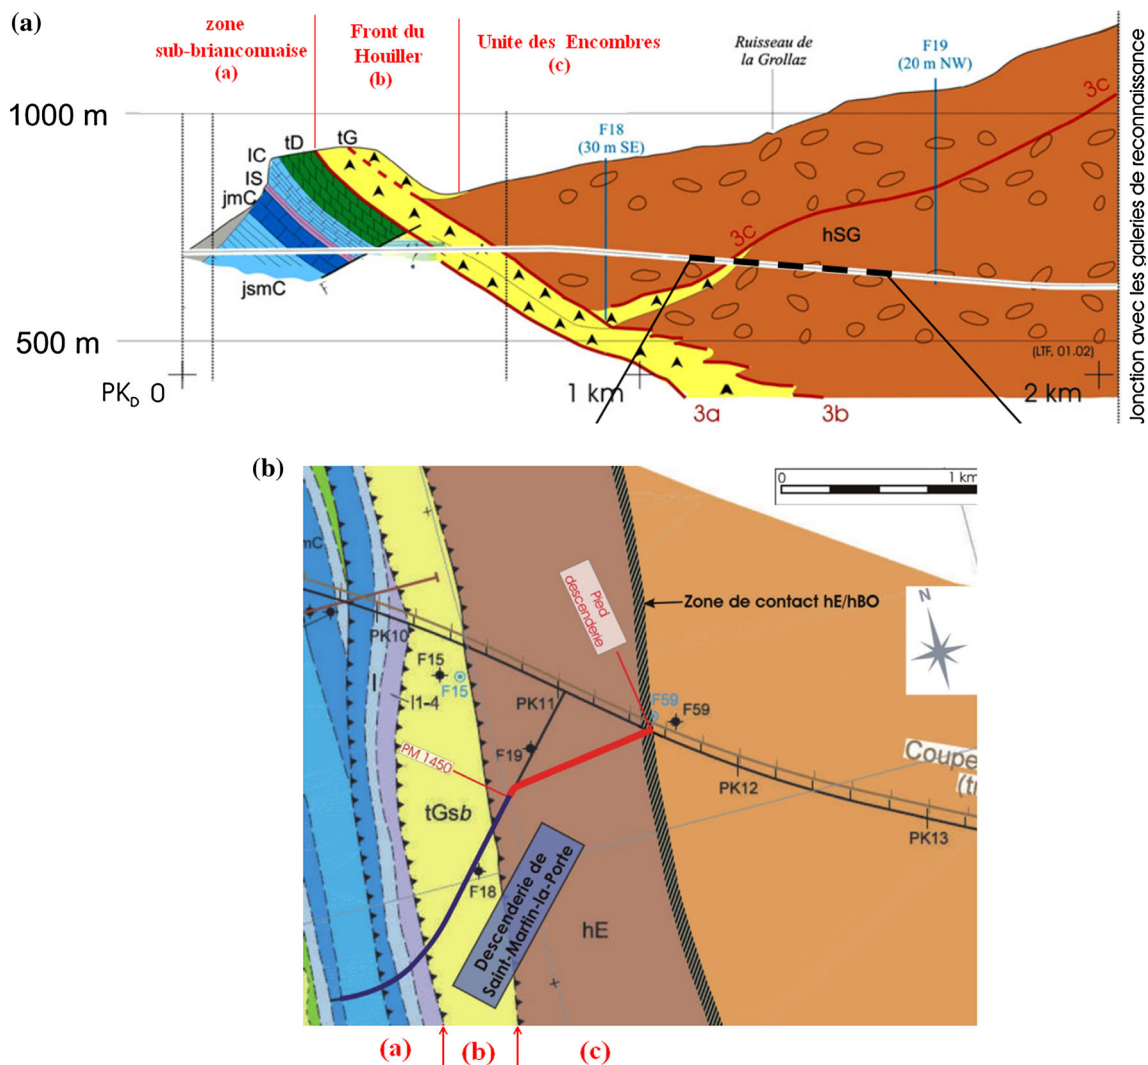 (a)
zone
sub-brianconnaise
(a)
Front du
Houiller
(b)
Unite des Encombres
(c)
Ruisseau de
la Grollaz
F19
(20 m NW)
3c
1000 m
tD
tG
F18
(30 m SE)
lC
lS
jmC
3c
hSG
jsmC
F
500 m
(LTF, 01.02)
PKD 0
1 km
2 km
3a
3b
Jonction avec les galeries de reconnaissance
(b)
0
1 km
mC
Pied
descenderie
Zone de contact hE/hBO
N
PK10
F15
F15
l
l1-4
PK11
F59
F59
F19
PM 1450
Coupe
(tr
PK12
PK13
tGsb
F18
Descenderie de
Saint-Martin-la-Porte
hE
(a)
(b)
(c)